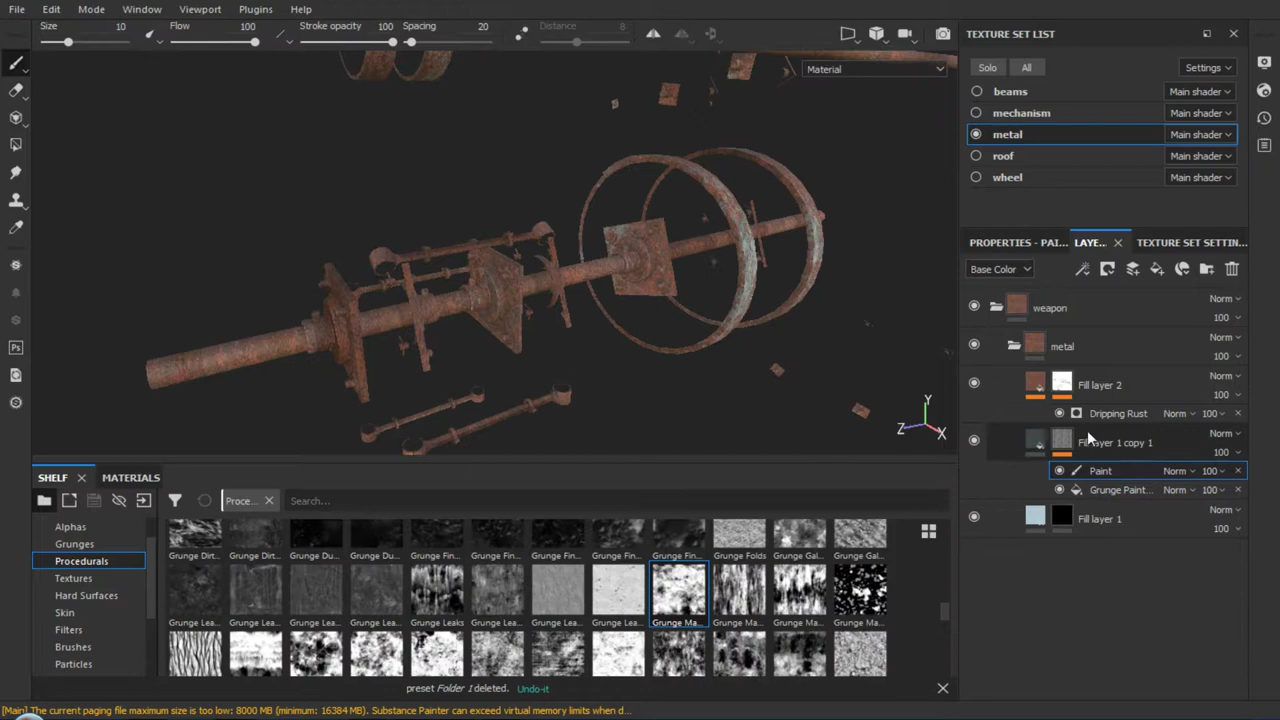 File Edit Mode Window Viewport Plugins Help
Size 10 Flow 100 Stroke opacity 100 Spacing 20 Distance 8
Material
Y
Z X
TEXTURE SET LIST
Solo All Settings
beams Main shader
mechanism Main shader
metal Main shader
roof Main shader
wheel Main shader
PROPERTIES - PAI... LAYE... TEXTURE SET SETTIN...
Base Color
weapon Norm 100
metal Norm 100
Fill layer 2 Norm 100
Dripping Rust Norm 100
Fill layer 1 copy 1 Norm 100
Paint Norm 100
Grunge Paint... Norm 100
Fill layer 1 Norm 100
SHELF MATERIALS
Proce... Search...
Alphas
Grunges
Procedurals
Textures
Hard Surfaces
Skin
Filters
Brushes
Particles
Grunge Dirt... Grunge Dirt... Grunge Du... Grunge Du... Grunge Fin... Grunge Fin... Grunge Fin... Grunge Fin... Grunge Folds Grunge Gal... Grunge Gal... Grunge Gal...
Grunge Lea... Grunge Lea... Grunge Lea... Grunge Lea... Grunge Leaks Grunge Lea... Grunge Lea... Grunge Lea... Grunge Ma... Grunge Ma... Grunge Ma... Grunge Ma...
preset Folder 1 deleted. Undo-it
[Main] The current paging file maximum size is too low: 8000 MB (minimum: 16384 MB). Substance Painter can exceed virtual memory limits when d...
Ps